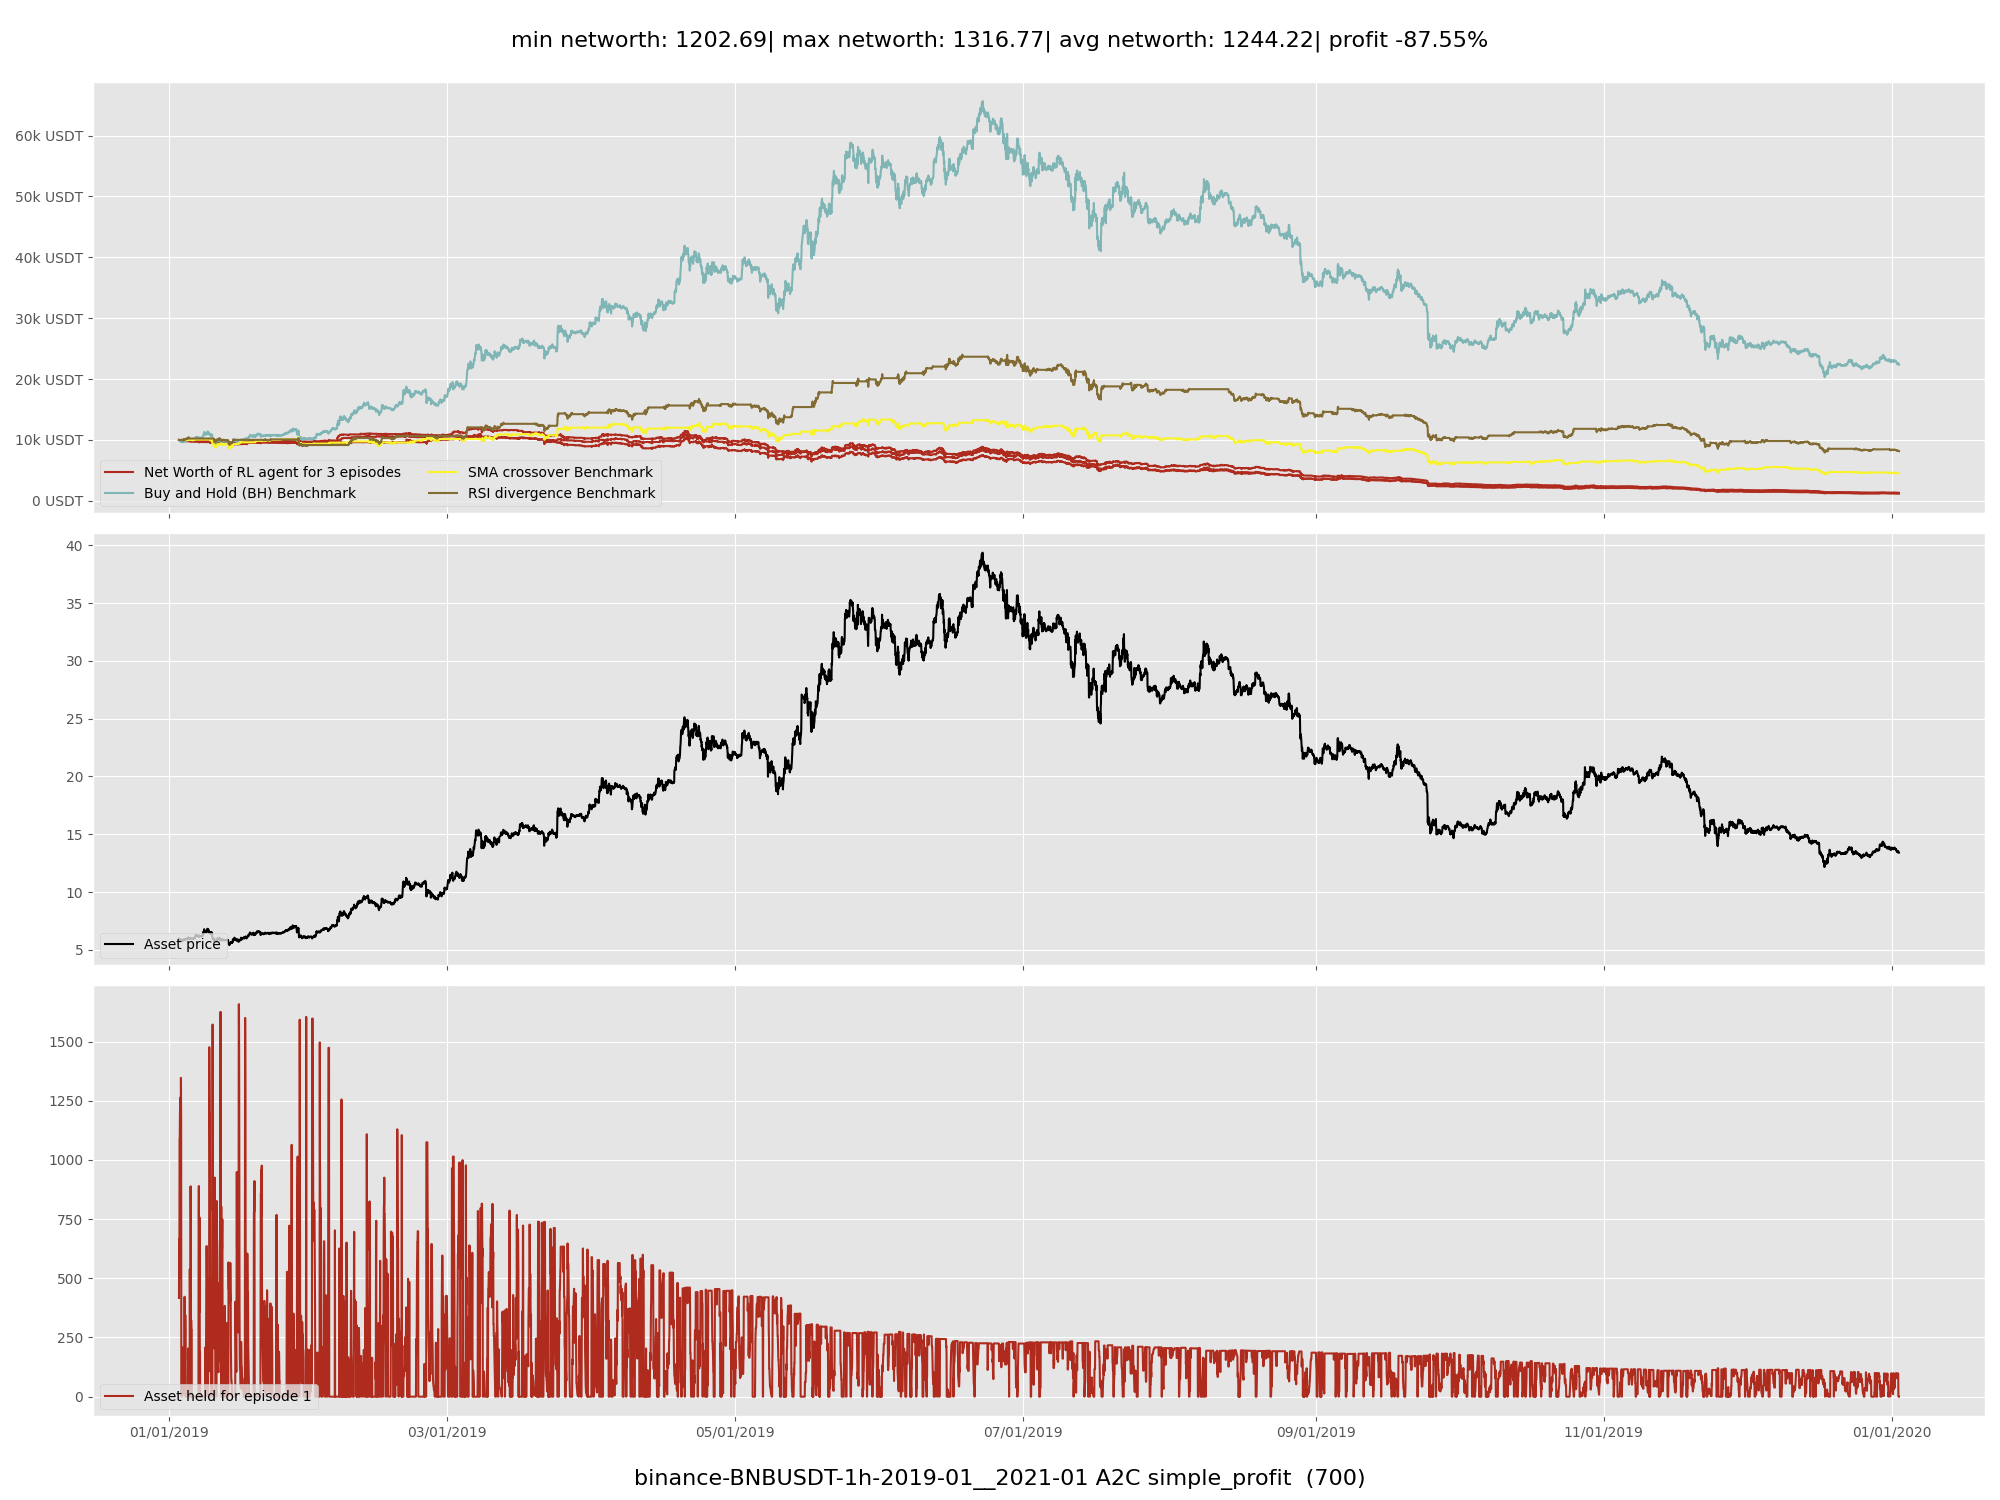 min networth: 1202.69| max networth: 1316.77| avg networth: 1244.22| profit -87.55%
60k USDT
50k USDT
40k USDT
30k USDT
20k USDT
10k USDT
0 USDT
Net Worth of RL agent for 3 episodes
Buy and Hold (BH) Benchmark
SMA crossover Benchmark
RSI divergence Benchmark
40
35
30
25
20
15
10
5
Asset price
1500
1250
1000
750
500
250
0
Asset held for episode 1
01/01/2019 03/01/2019 05/01/2019 07/01/2019 09/01/2019 11/01/2019 01/01/2020
binance-BNBUSDT-1h-2019-01__2021-01 A2C simple_profit (700)